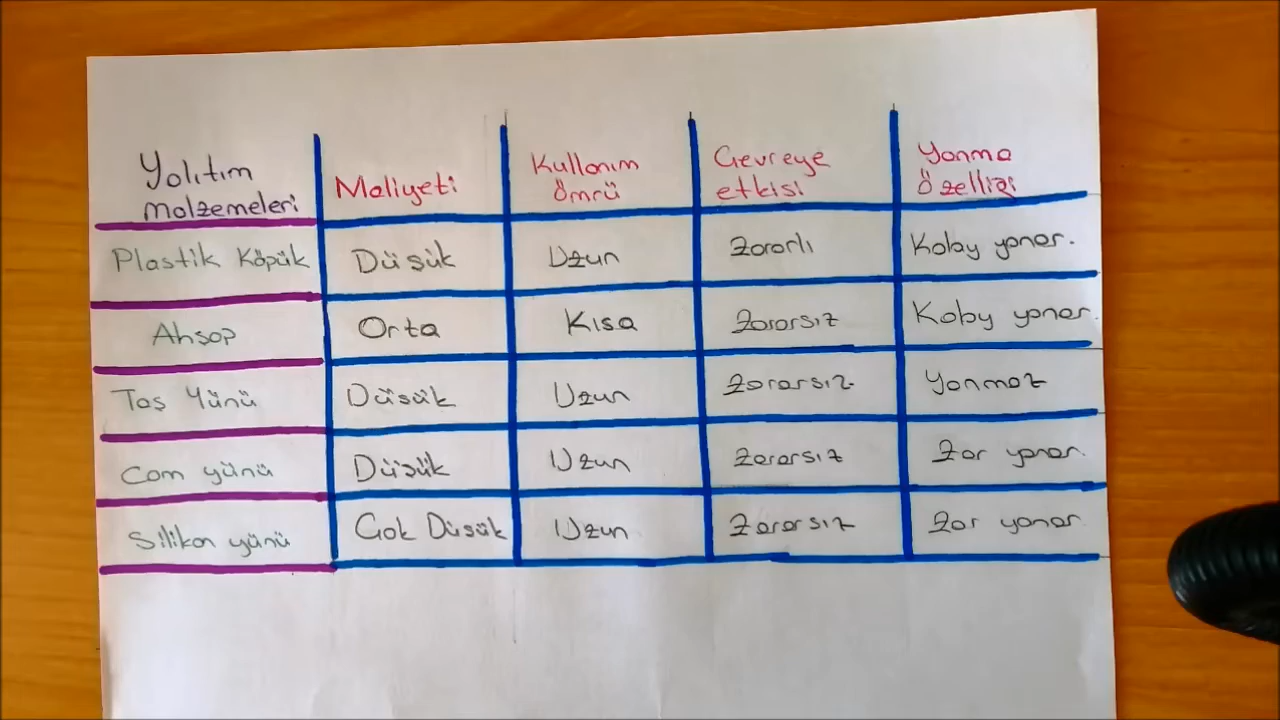 Yalıtım malzemeleri Maliyeti Kullanım Ömrü Çevreye etkisi Yanma özelliği
Plastik Köpük Düşük Uzun Zararlı Kolay yanar.
Ahşap Orta Kısa Zararsız Kolay yanar.
Taş Yünü Düşük Uzun Zararsız Yanmaz
Cam yünü Düşük Uzun Zararsız Zor yanar.
Silikon yünü Çok Düşük Uzun Zararsız Zor yanar